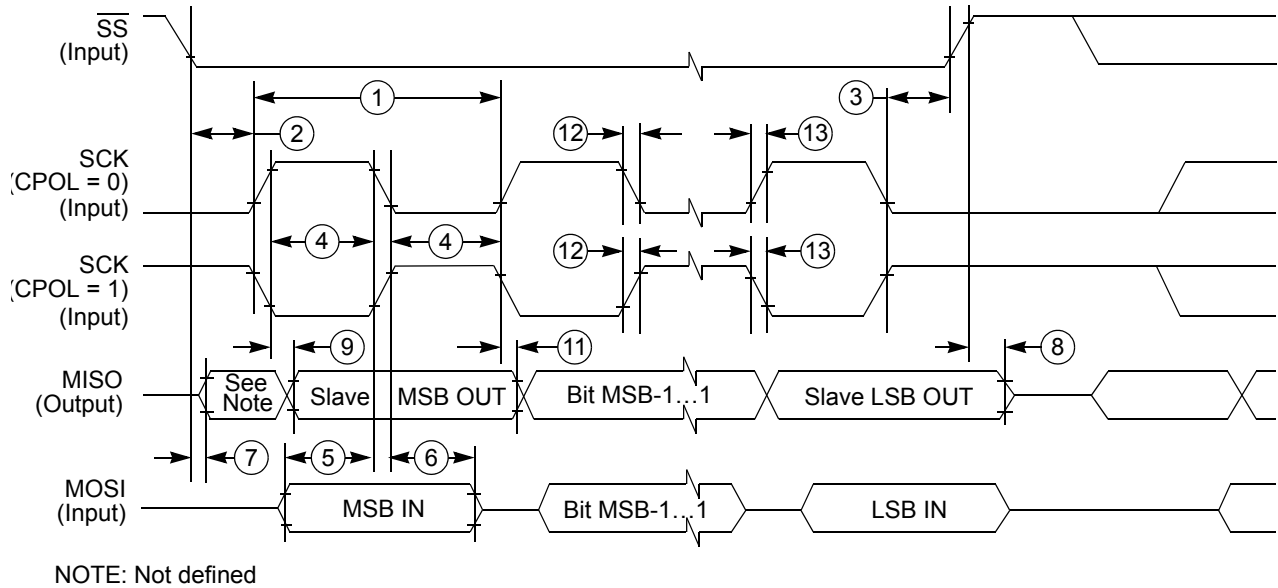 SS
(Input)
1
3
2
12
13
SCK
(CPOL = 0)
(Input)
4
4
12
13
SCK
(CPOL = 1)
(Input)
9
11
8
MISO
(Output)
See
Note
Slave
MSB OUT
Bit MSB-1…1
Slave LSB OUT
7
5
6
MOSI
(Input)
MSB IN
Bit MSB-1…1
LSB IN
NOTE: Not defined